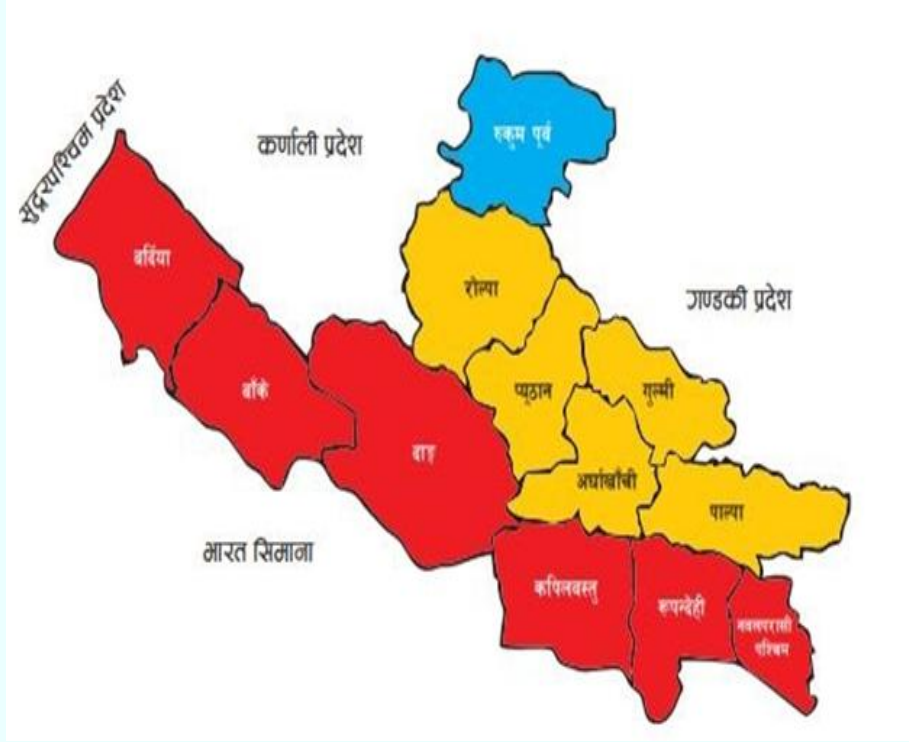 सुदूरपश्चिम प्रदेश
कर्णाली प्रदेश
रुकुम पूर्व
बर्दिया
रोल्पा
गण्डकी प्रदेश
बाँके
प्यूठान
गुल्मी
दाङ
अर्घाखाँची
पाल्पा
भारत सिमाना
कपिलवस्तु
रूपन्देही
नवलपरासी
पश्चिम